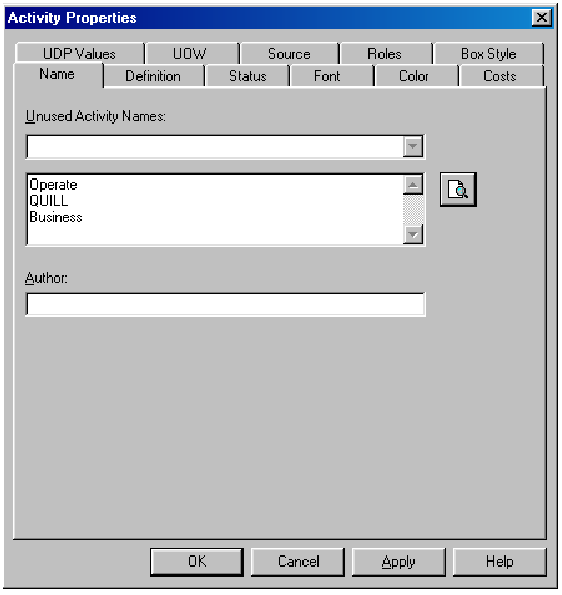 Activity Properties
UDP Values UOW Source Roles Box Style
Name Definition Status Font Color Costs
Unused Activity Names:
Operate
QUILL
Business
Author:
OK Cancel Apply Help